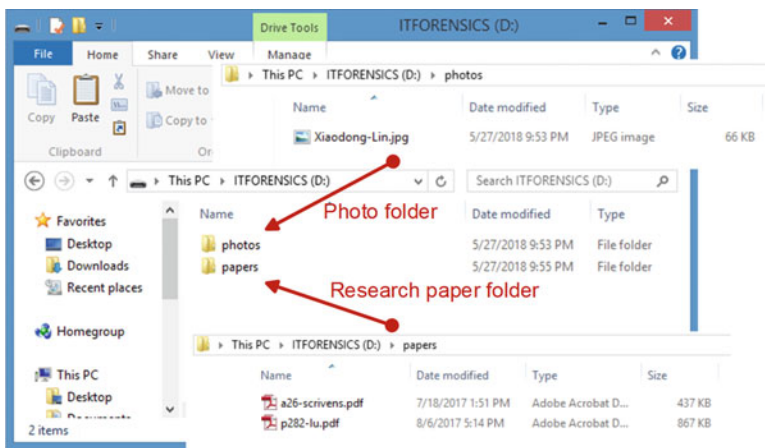 Drive Tools
ITFORENSICS (D:)
File Home Share View Manage
This PC ITFORENSICS (D:) photos
Copy Paste
Move to
Copy to
Clipboard
Or
Name Date modified Type Size
Xiaodong-Lin.jpg 5/27/2018 9:53 PM JPEG image 66 KB
This PC ITFORENSICS (D:)
Search ITFORENSICS (D:)
Photo folder
Favorites
Desktop
Downloads
Recent places
Homegroup
This PC
Desktop
Documents
2 items
Name Date modified Type
photos 5/27/2018 9:53 PM File folder
papers 5/27/2018 9:55 PM File folder
Research paper folder
This PC ITFORENSICS (D:) papers
Name Date modified Type Size
a26-scrivens.pdf 7/18/2017 1:51 PM Adobe Acrobat D... 437 KB
p282-lu.pdf 8/6/2017 5:14 PM Adobe Acrobat D... 867 KB